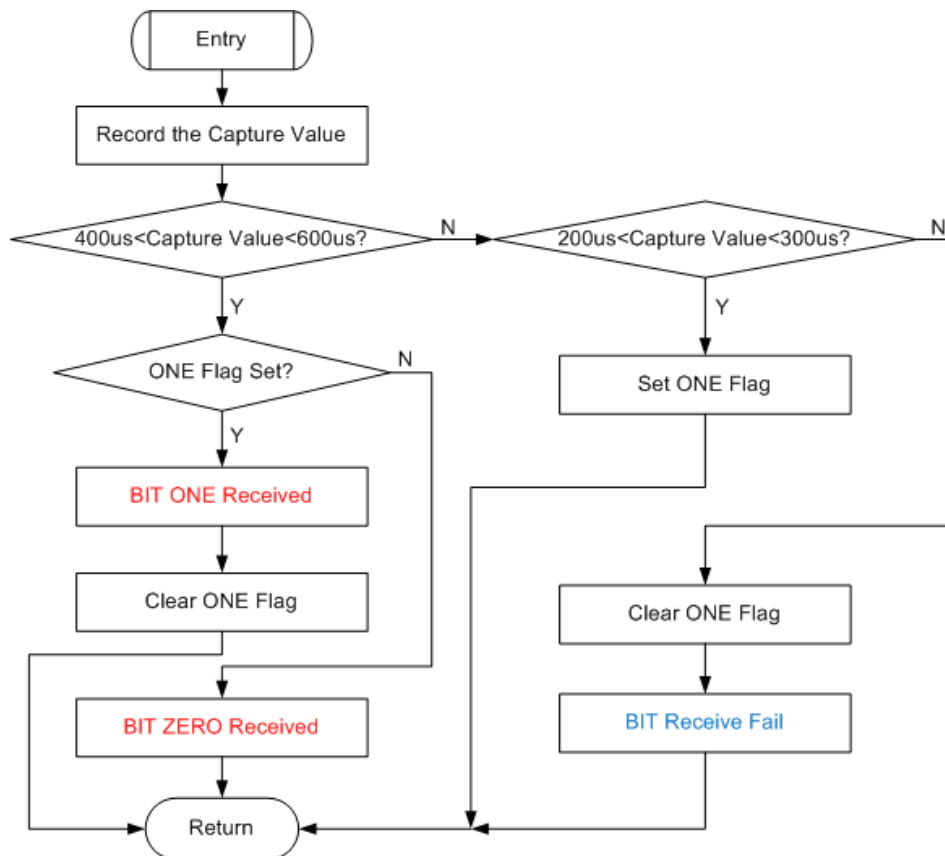 Entry
Record the Capture Value
400us<Capture Value<600us?
N
200us<Capture Value<300us?
N
Y
Y
ONE Flag Set?
N
Set ONE Flag
Y
BIT ONE Received
Clear ONE Flag
Clear ONE Flag
BIT ZERO Received
BIT Receive Fail
Return